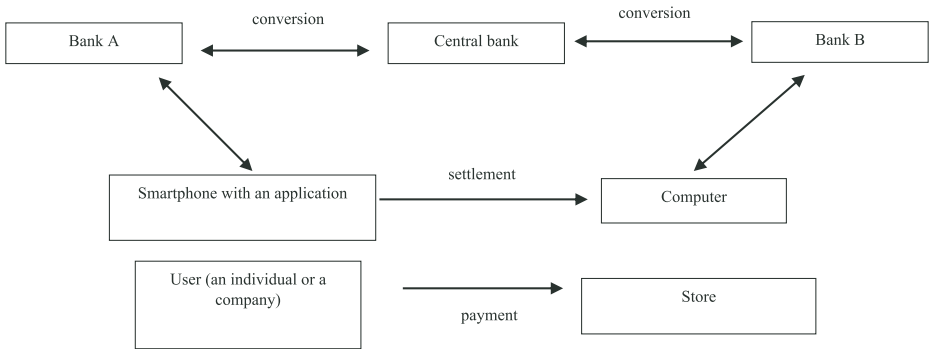 conversion
conversion
Bank A
Central bank
Bank B
Smartphone with an application
settlement
Computer
User (an individual or a
company)
payment
Store